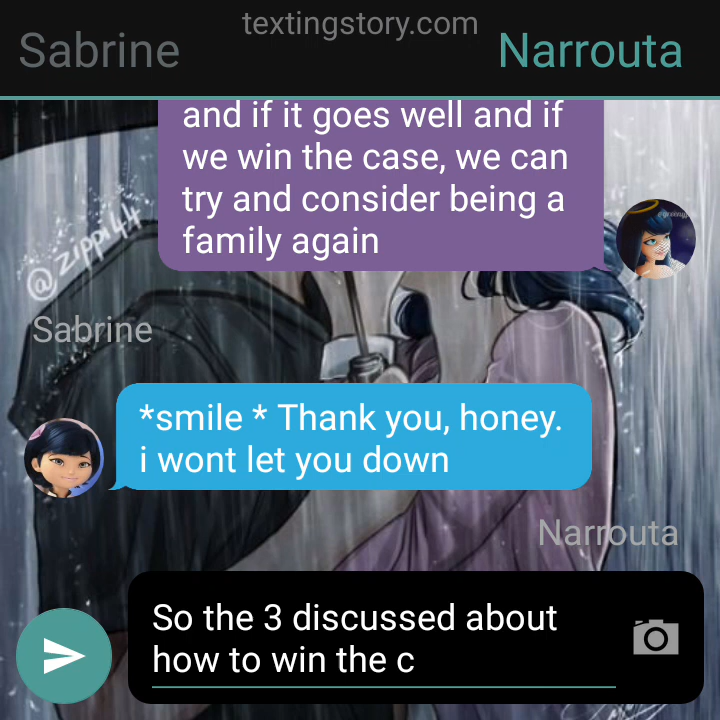 textingstory.com
Sabrine
Narrouta
and if it goes well and if
we win the case, we can
try and consider being a
family again
@zippi44
Sabrine
*smile * Thank you, honey.
i wont let you down
Narrouta
So the 3 discussed about
how to win the c